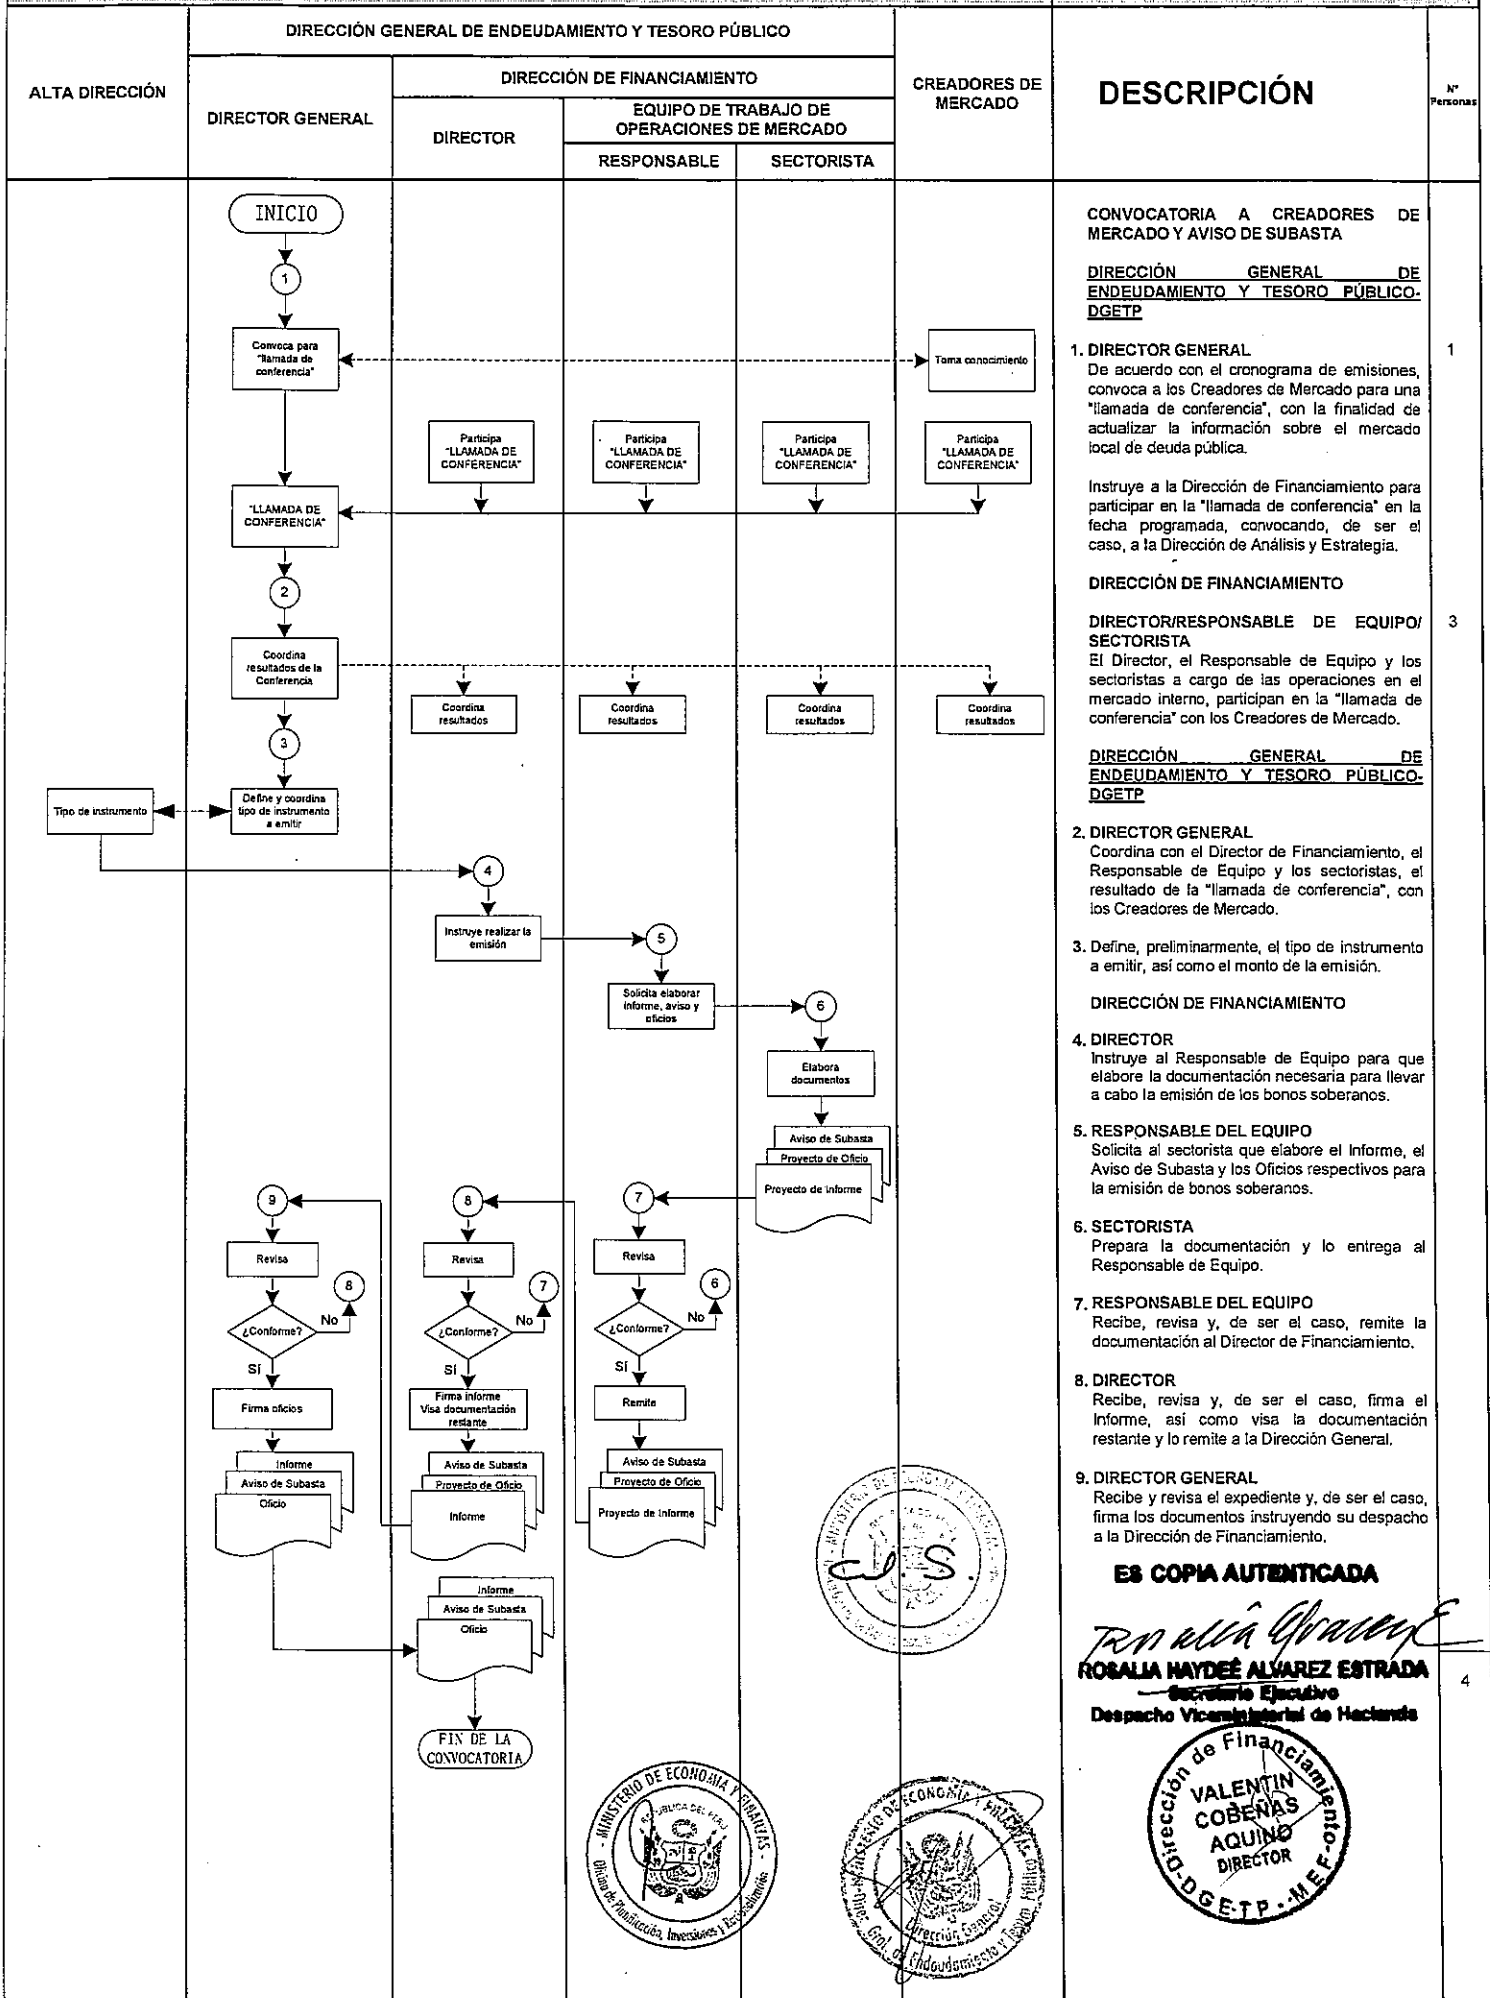 DIRECCIÓN GENERAL DE ENDEUDAMIENTO Y TESORO PÚBLICO
ALTA DIRECCIÓN
DIRECTOR GENERAL
DIRECCIÓN DE FINANCIAMIENTO
DIRECTOR
EQUIPO DE TRABAJO DE
OPERACIONES DE MERCADO
RESPONSABLE
SECTORISTA
CREADORES DE
MERCADO
DESCRIPCIÓN
N°
Personas
INICIO
1
Convoca para
"llamada de
conferencia"
Toma conocimiento
Participa
"LLAMADA DE
CONFERENCIA"
Participa
"LLAMADA DE
CONFERENCIA"
Participa
"LLAMADA DE
CONFERENCIA"
Participa
"LLAMADA DE
CONFERENCIA"
"LLAMADA DE
CONFERENCIA"
2
Coordina
resultados de la
Conferencia
Coordina
resultados
Coordina
resultados
Coordina
resultados
Coordina
resultados
3
Tipo de instrumento
Define y coordina
tipo de instrumento
a emitir
4
Instruye realizar la
emisión
5
Solicita elaborar
informe, aviso y
oficios
6
Elabora
documentos
Aviso de Subasta
Proyecto de Oficio
Proyecto de Informe
9
8
7
Revisa
Revisa
Revisa
8
7
6
¿Conforme?
No
¿Conforme?
No
¿Conforme?
No
SÍ
SÍ
SÍ
Firma oficios
Firma informe
Visa documentación
restante
Remite
Informe
Aviso de Subasta
Oficio
Aviso de Subasta
Proyecto de Oficio
Informe
Aviso de Subasta
Proyecto de Oficio
Proyecto de Informe
Informe
Aviso de Subasta
Oficio
FIN DE LA
CONVOCATORIA
CONVOCATORIA A CREADORES DE
MERCADO Y AVISO DE SUBASTA
DIRECCIÓN GENERAL DE
ENDEUDAMIENTO Y TESORO PÚBLICO-
DGETP
1. DIRECTOR GENERAL
1
De acuerdo con el cronograma de emisiones,
convoca a los Creadores de Mercado para una
"llamada de conferencia", con la finalidad de
actualizar la información sobre el mercado
local de deuda pública.
Instruye a la Dirección de Financiamiento para
participar en la "llamada de conferencia" en la
fecha programada, convocando, de ser el
caso, a la Dirección de Análisis y Estrategia.
DIRECCIÓN DE FINANCIAMIENTO
DIRECTOR/RESPONSABLE DE EQUIPO/
SECTORISTA
3
El Director, el Responsable de Equipo y los
sectoristas a cargo de las operaciones en el
mercado interno, participan en la "llamada de
conferencia" con los Creadores de Mercado.
DIRECCIÓN GENERAL DE
ENDEUDAMIENTO Y TESORO PÚBLICO-
DGETP
2. DIRECTOR GENERAL
Coordina con el Director de Financiamiento, el
Responsable de Equipo y los sectoristas, el
resultado de la "llamada de conferencia", con
los Creadores de Mercado.
3. Define, preliminarmente, el tipo de instrumento
a emitir, así como el monto de la emisión.
DIRECCIÓN DE FINANCIAMIENTO
4. DIRECTOR
Instruye al Responsable de Equipo para que
elabore la documentación necesaria para llevar
a cabo la emisión de los bonos soberanos.
5. RESPONSABLE DEL EQUIPO
Solicita al sectorista que elabore el Informe, el
Aviso de Subasta y los Oficios respectivos para
la emisión de bonos soberanos.
6. SECTORISTA
Prepara la documentación y lo entrega al
Responsable de Equipo.
7. RESPONSABLE DEL EQUIPO
Recibe, revisa y, de ser el caso, remite la
documentación al Director de Financiamiento.
8. DIRECTOR
Recibe, revisa y, de ser el caso, firma el
Informe, así como visa la documentación
restante y lo remite a la Dirección General.
9. DIRECTOR GENERAL
Recibe y revisa el expediente y, de ser el caso,
firma los documentos instruyendo su despacho
a la Dirección de Financiamiento.
ES COPIA AUTENTICADA
ROSALIA HAYDEÉ ALVAREZ ESTRADA
Secretario Ejecutivo
Despacho Viceministerial de Hacienda
4
Dirección de Financiamiento
VALENTIN
COBEÑAS
AQUINO
DIRECTOR
DGETP - MEF
MINISTERIO DE ECONOMIA Y FINANZAS
REPUBLICA DEL PERU
Oficina de Planificación, Inversiones y
MINISTERIO DE ECONOMIA Y FINANZAS
Dirección General
Gral. de Endeudamiento y Tesoro Público